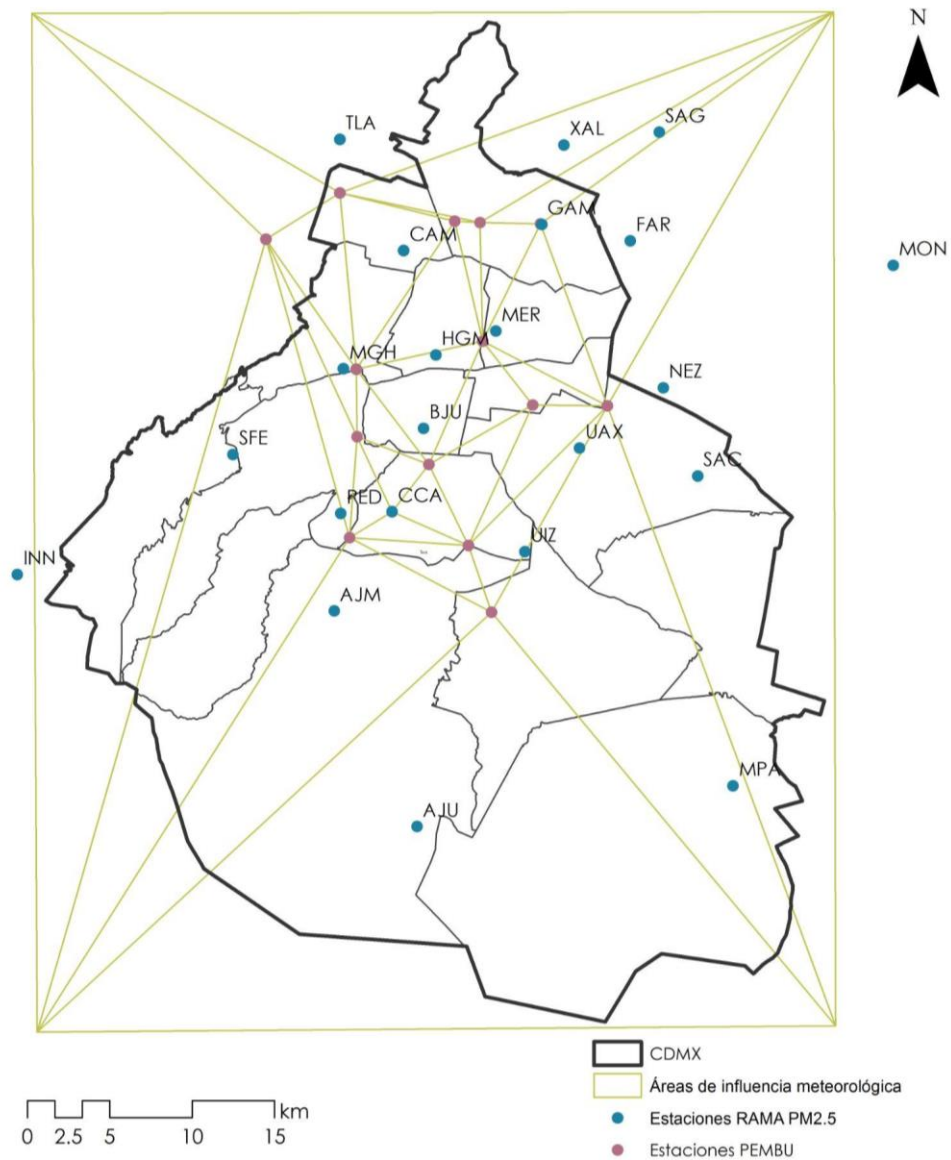 N
TLA
XAL
SAG
GAM
FAR
CAM
MON
MER
HGM
MGH
NEZ
BJU
UAX
SFE
SAC
PED
CCA
UIZ
INN
AJM
MPA
AJU
CDMX
Áreas de influencia meteorológica
Estaciones RAMA PM2.5
Estaciones PEMBU
km
0 2.5 5 10 15